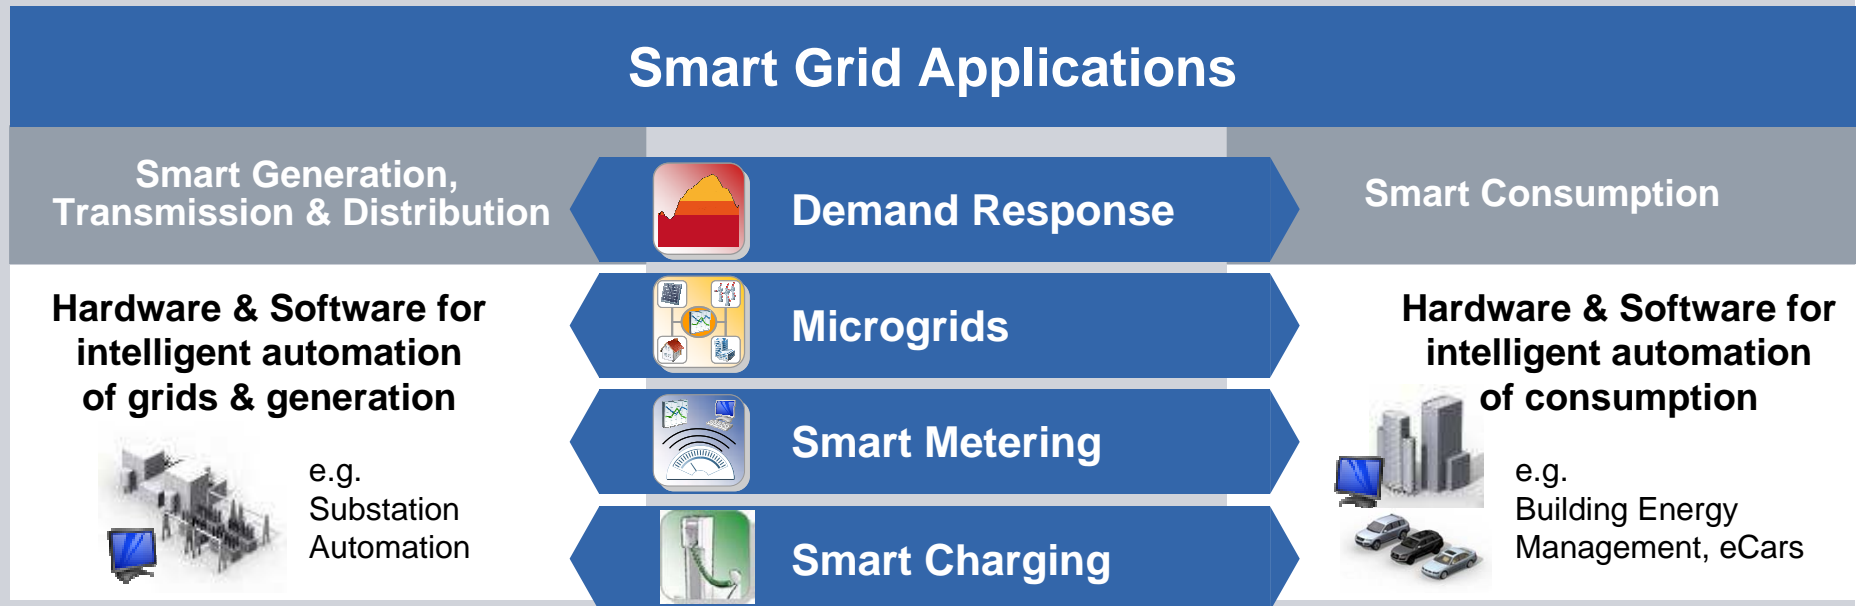 Smart Grid Applications
Smart Generation,
Transmission & Distribution
Hardware & Software for
intelligent automation
of grids & generation
e.g.
Substation
Automation
Demand Response
Microgrids
Smart Metering
Smart Charging
Smart Consumption
Hardware & Software for
intelligent automation
of consumption
e.g.
Building Energy
Management, eCars